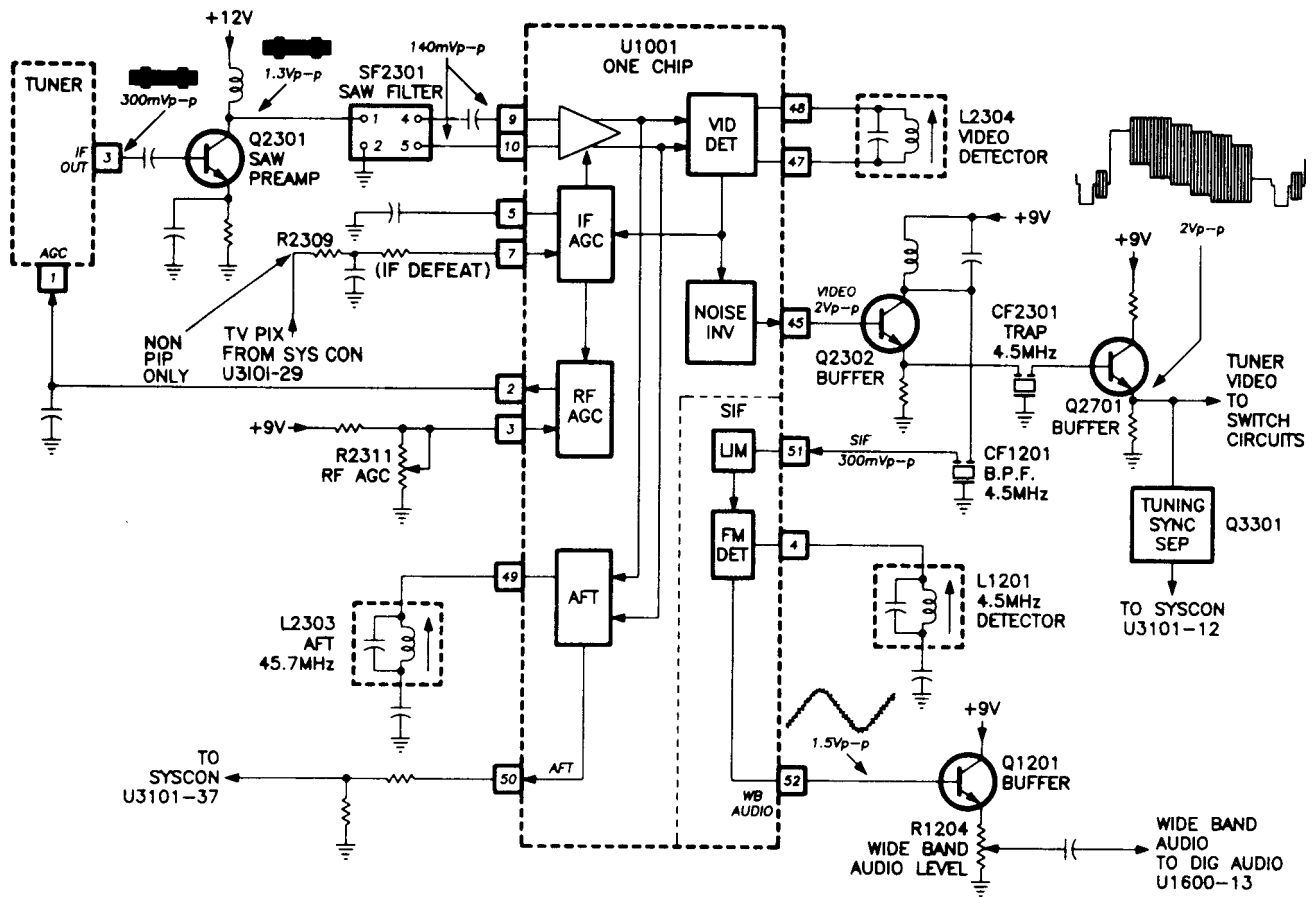 +12V
TUNER
300mVp-p
1.3Vp-p
IF
OUT
3
Q2301
SAW
PREAMP
AGC
1
SF2301
SAW FILTER
1
4
2
5
140mVp-p
U1001
ONE CHIP
9
10
VID
DET
48
47
L2304
VIDEO
DETECTOR
5
7
IF
AGC
R2309
(IF DEFEAT)
NON
PIP
ONLY
TV PIX
FROM SYS CON
U3101-29
NOISE
INV
45
VIDEO
2Vp-p
+9V
Q2302
BUFFER
CF2301
TRAP
4.5MHz
+9V
2Vp-p
Q2701
BUFFER
TUNER
VIDEO
TO
SWITCH
CIRCUITS
2
3
RF
AGC
+9V
R2311
RF AGC
SIF
LIM
51
SIF
300mVp-p
CF1201
B.P.F.
4.5MHz
TUNING
SYNC
SEP
Q3301
TO SYSCON
U3101-12
FM
DET
4
L1201
4.5MHz
DETECTOR
49
AFT
L2303
AFT
45.7MHz
TO
SYSCON
U3101-37
50
AFT
WB
AUDIO
52
1.5Vp-p
+9V
Q1201
BUFFER
R1204
WIDE BAND
AUDIO LEVEL
WIDE BAND
AUDIO
TO DIG AUDIO
U1600-13